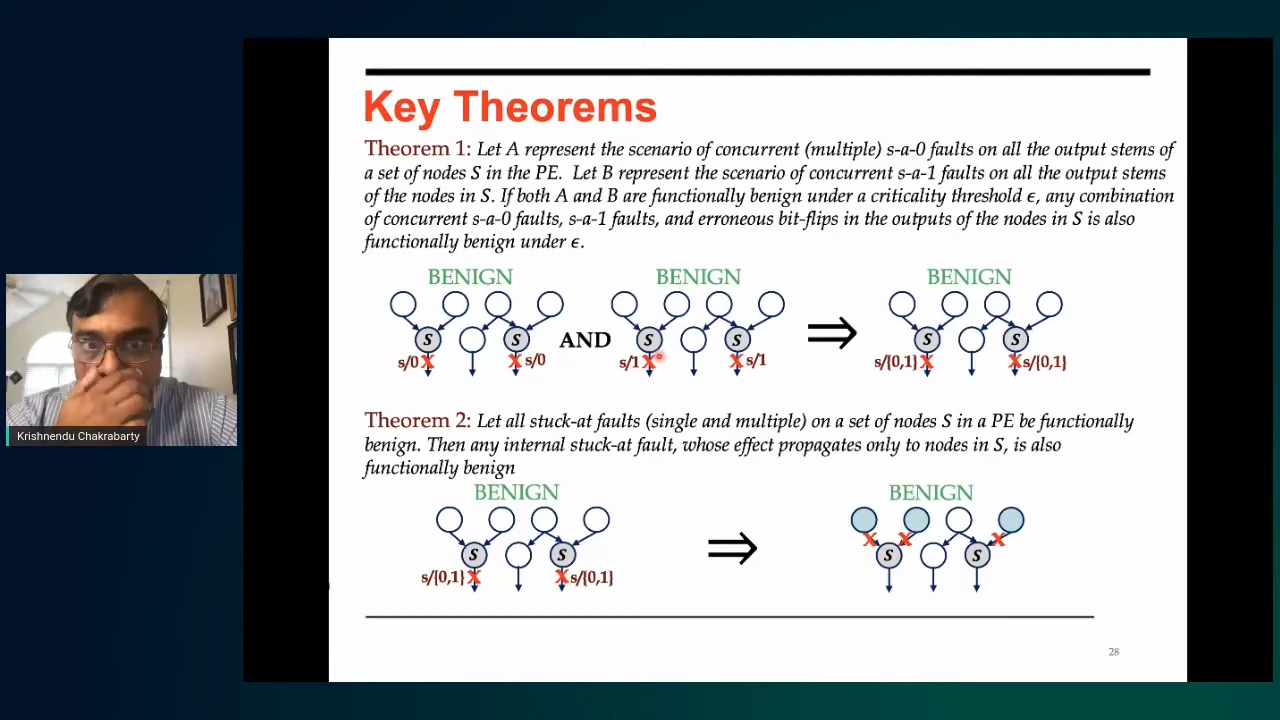 Key Theorems
Theorem 1: Let A represent the scenario of concurrent (multiple) s-a-0 faults on all the output stems of
a set of nodes S in the PE. Let B represent the scenario of concurrent s-a-1 faults on all the output stems
of the nodes in S. If both A and B are functionally benign under a criticality threshold ϵ, any combination
of concurrent s-a-0 faults, s-a-1 faults, and erroneous bit-flips in the outputs of the nodes in S is also
functionally benign under ϵ.
BENIGN BENIGN BENIGN
S S AND S S ⇒ S S
s/0 X X s/0 s/1 X X s/1 s/{0,1} X X s/{0,1}
Theorem 2: Let all stuck-at faults (single and multiple) on a set of nodes S in a PE be functionally
benign. Then any internal stuck-at fault, whose effect propagates only to nodes in S, is also
functionally benign
BENIGN BENIGN
X X X
S S ⇒ S S
s/{0,1} X X s/{0,1}
Krishnendu Chakrabarty
28